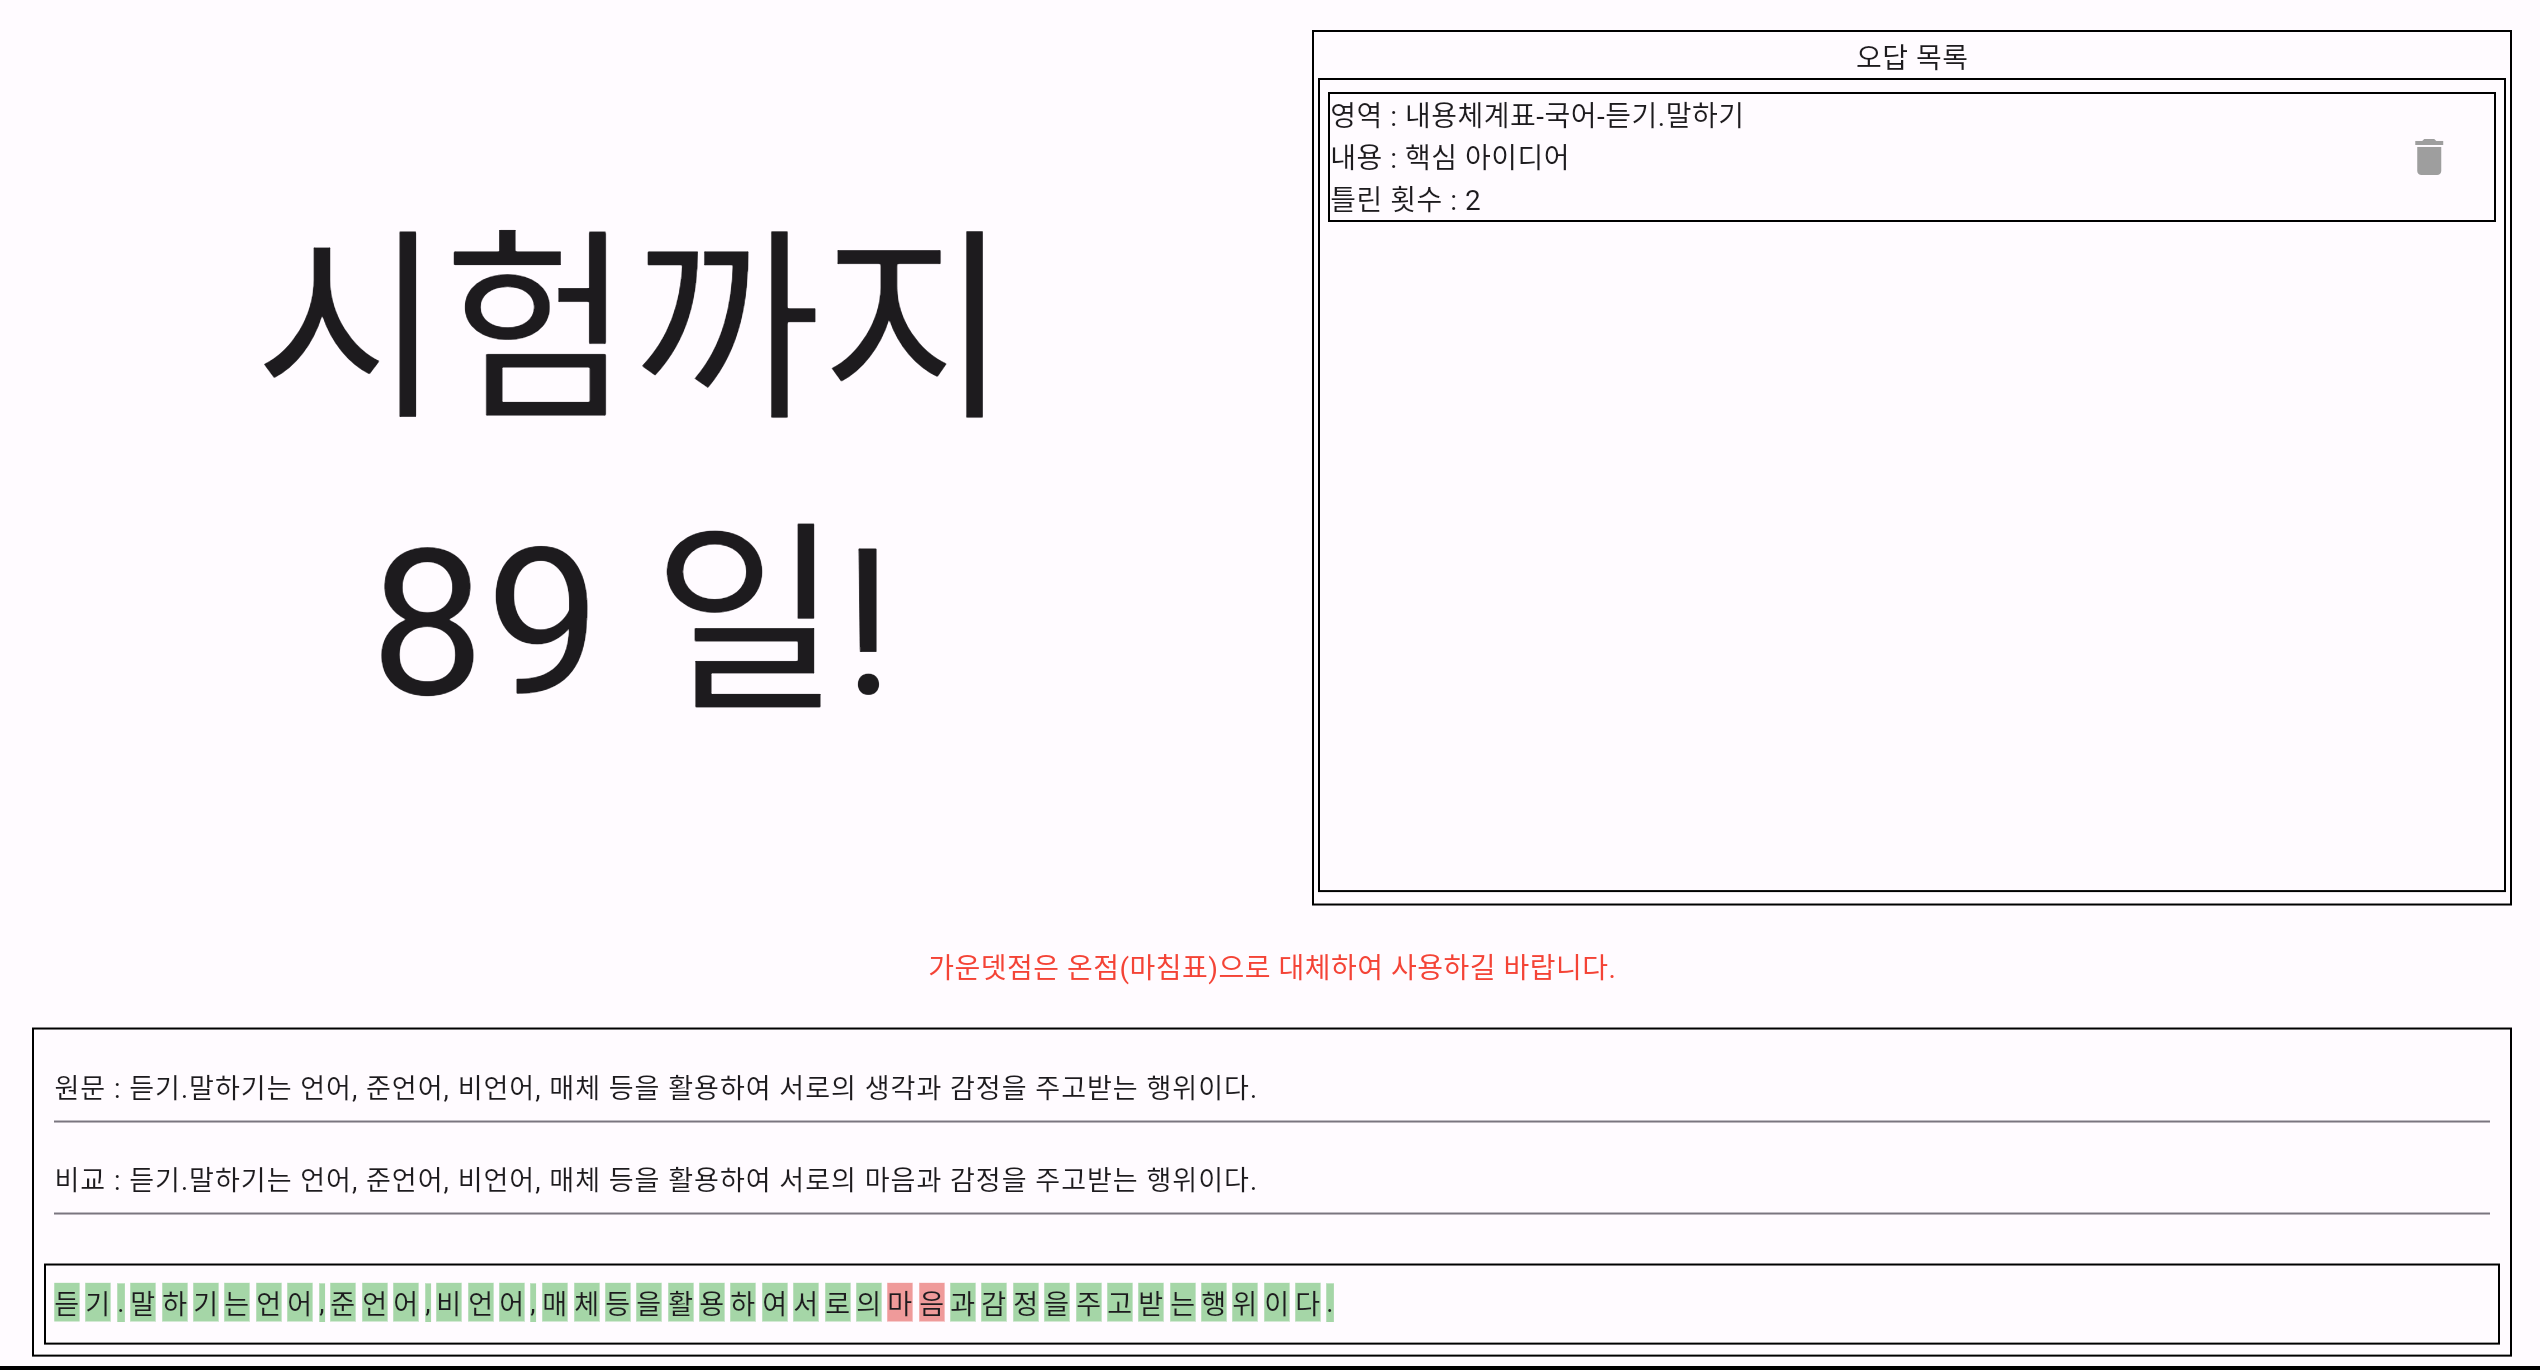 시험까지
89 일!
오답 목록
영역 : 내용체계표-국어-듣기.말하기
내용 : 핵심 아이디어
틀린 횟수 : 2
가운뎃점은 온점(마침표)으로 대체하여 사용하길 바랍니다.
원문 : 듣기.말하기는 언어, 준언어, 비언어, 매체 등을 활용하여 서로의 생각과 감정을 주고받는 행위이다.
비교 : 듣기.말하기는 언어, 준언어, 비언어, 매체 등을 활용하여 서로의 마음과 감정을 주고받는 행위이다.
듣기.말하기는언어,준언어,비언어,매체등을활용하여서로의마음과감정을주고받는행위이다.